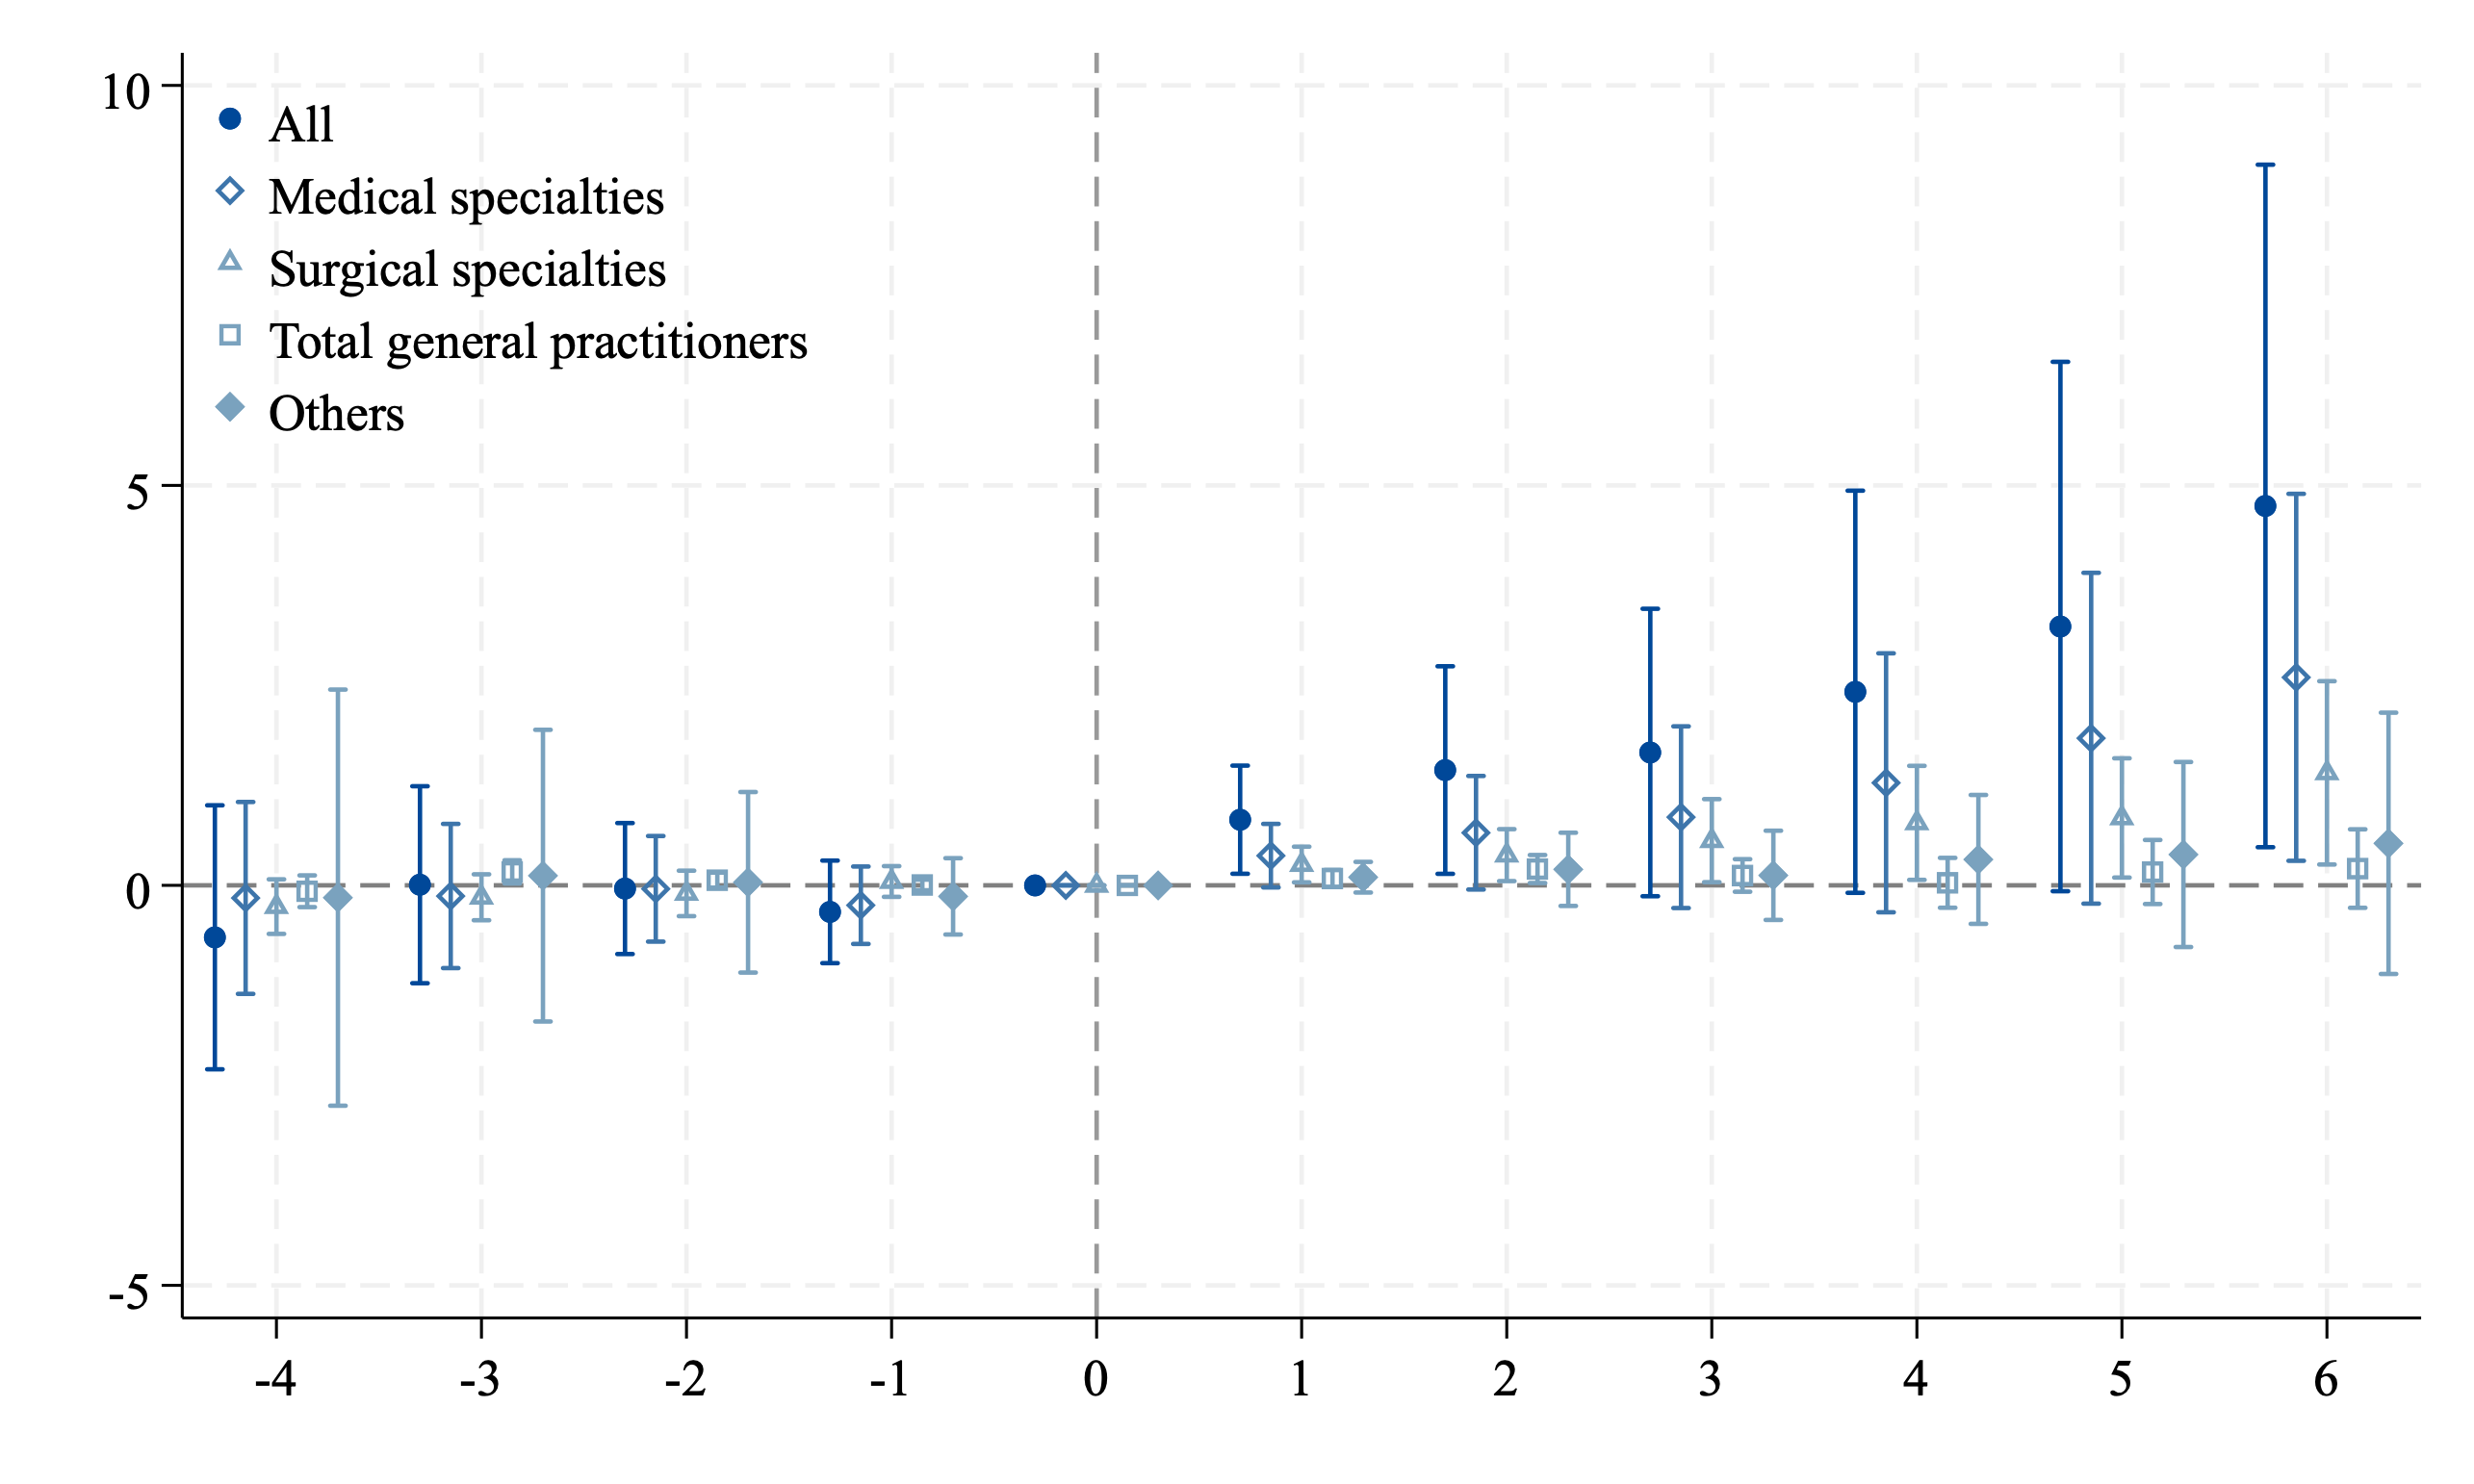 10
All
Medical specialties
Surgical specialties
Total general practitioners
Others
5
0
-5
-4 -3 -2 -1 0 1 2 3 4 5 6